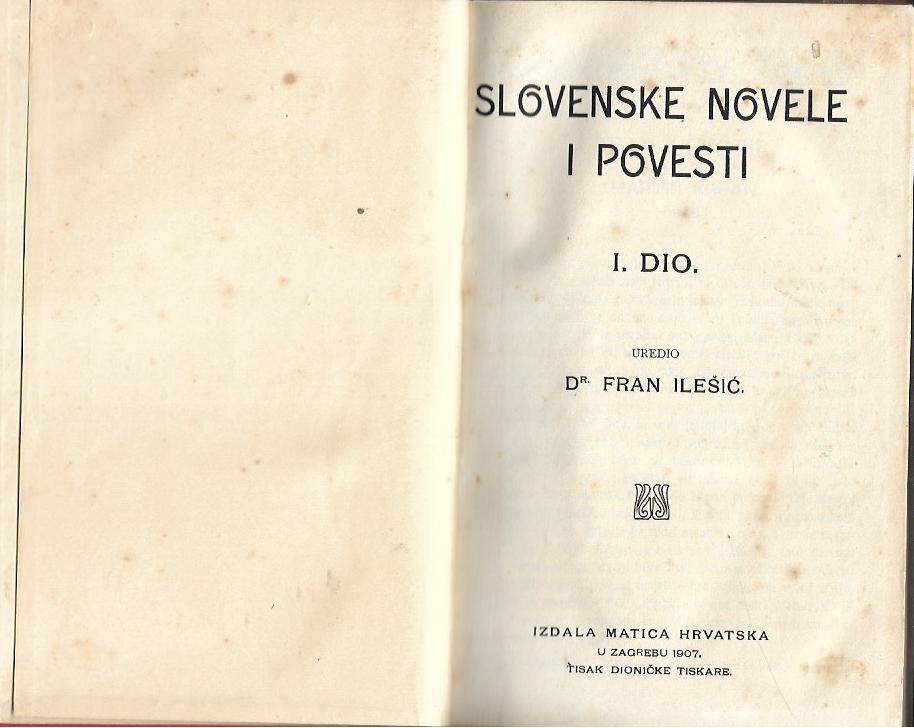 SLOVENSKE NOVELE
I POVESTI
I. DIO.
UREDIO
DR. FRAN ILEŠIĆ.
IZDALA MATICA HRVATSKA
U ZAGREBU 1907.
TISAK DIONIČKE TISKARE.